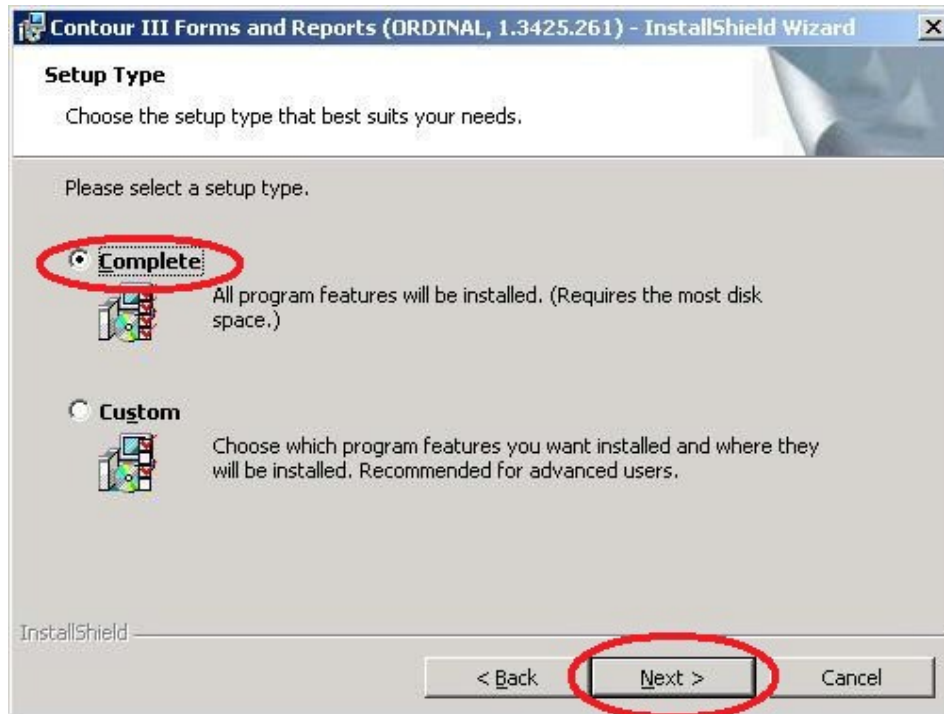 Contour III Forms and Reports (ORDINAL, 1.3425.261) - InstallShield Wizard
Setup Type
Choose the setup type that best suits your needs.
Please select a setup type.
Complete
All program features will be installed. (Requires the most disk
space.)
Custom
Choose which program features you want installed and where they
will be installed. Recommended for advanced users.
InstallShield
< Back Next > Cancel